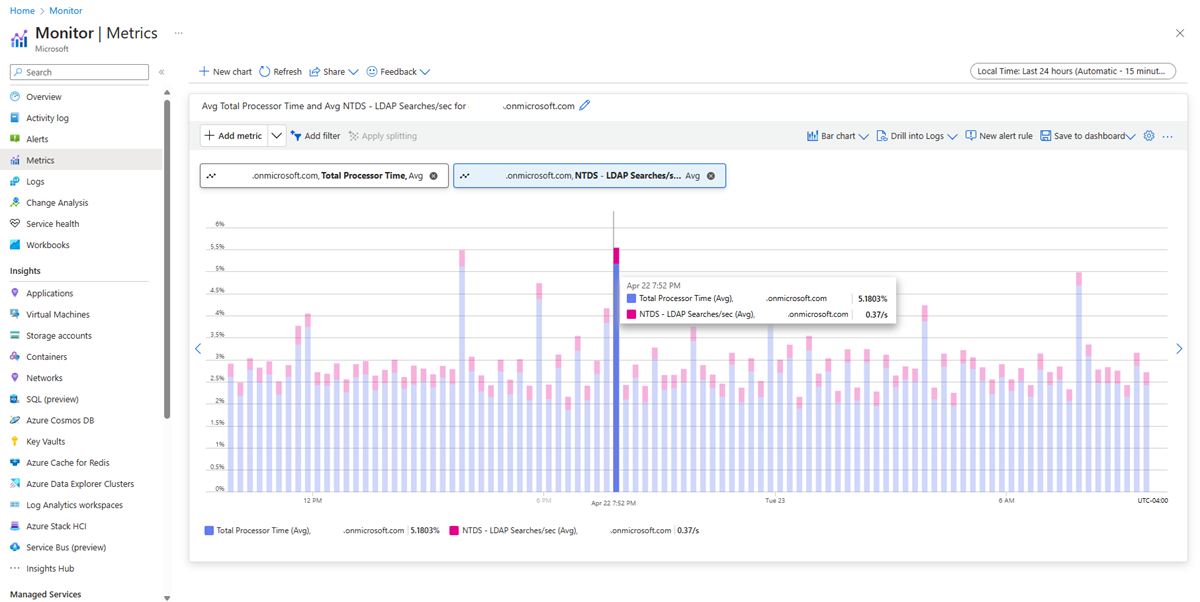 Home > Monitor
Monitor | Metrics ...
Microsoft
Search «
Overview
Activity log
Alerts
Metrics
Logs
Change Analysis
Service health
Workbooks
Insights
Applications
Virtual Machines
Storage accounts
Containers
Networks
SQL (preview)
Azure Cosmos DB
Key Vaults
Azure Cache for Redis
Azure Data Explorer Clusters
Log Analytics workspaces
Azure Stack HCI
Service Bus (preview)
Insights Hub
Managed Services
New chart Refresh Share Feedback
Local Time: Last 24 hours (Automatic - 15 minut...
Avg Total Processor Time and Avg NTDS - LDAP Searches/sec for .onmicrosoft.com
Add metric Add filter Apply splitting Bar chart Drill into Logs New alert rule Save to dashboard ...
.onmicrosoft.com, Total Processor Time, Avg
.onmicrosoft.com, NTDS - LDAP Searches/s... Avg
6%
5.5%
5%
4.5%
4%
3.5%
3%
2.5%
2%
1.5%
1%
0.5%
0%
Apr 22 7:52 PM
Total Processor Time (Avg), .onmicrosoft.com 5.1803%
NTDS - LDAP Searches/sec (Avg), .onmicrosoft.com 0.37/s
12 PM 6 PM Apr 22 7:52 PM Tue 23 6 AM UTC-04:00
Total Processor Time (Avg), .onmicrosoft.com 5.1803% NTDS - LDAP Searches/sec (Avg), .onmicrosoft.com 0.37/s